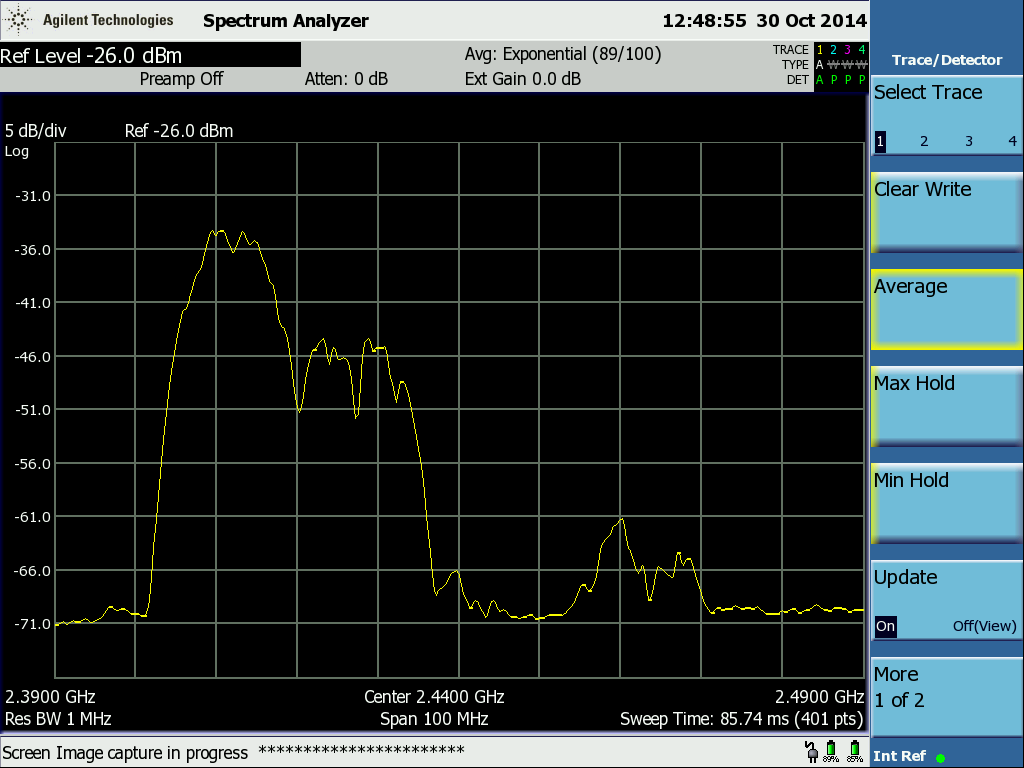 Agilent Technologies Spectrum Analyzer 12:48:55 30 Oct 2014
Ref Level -26.0 dBm
Avg: Exponential (89/100)
TRACE 1 2 3 4
TYPE A W W W
DET A P P P
Preamp Off Atten: 0 dB Ext Gain 0.0 dB
5 dB/div Ref -26.0 dBm
Log
-31.0
-36.0
-41.0
-46.0
-51.0
-56.0
-61.0
-66.0
-71.0
2.3900 GHz Center 2.4400 GHz 2.4900 GHz
Res BW 1 MHz Span 100 MHz Sweep Time: 85.74 ms (401 pts)
Screen Image capture in progress ***********************
89% 85%
Trace/Detector
Select Trace
1 2 3 4
Clear Write
Average
Max Hold
Min Hold
Update
On Off(View)
More
1 of 2
Int Ref